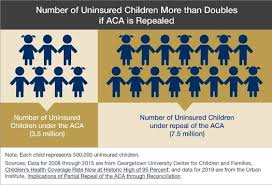 Number of Uninsured Children More than Doubles
if ACA is Repealed
Number of Uninsured
Children under the ACA
(3.5 million)
Number of Uninsured Children
under repeal of the ACA
(7.5 million)
Note: Each child represents 500,000 uninsured children.
Sources: Data for 2008 through 2015 are from Georgetown University Center for Children and Families,
Children's Health Coverage Rate Now at Historic High of 95 Percent; and data for 2019 are from the Urban
Institute, Implications of Partial Repeal of the ACA through Reconciliation.